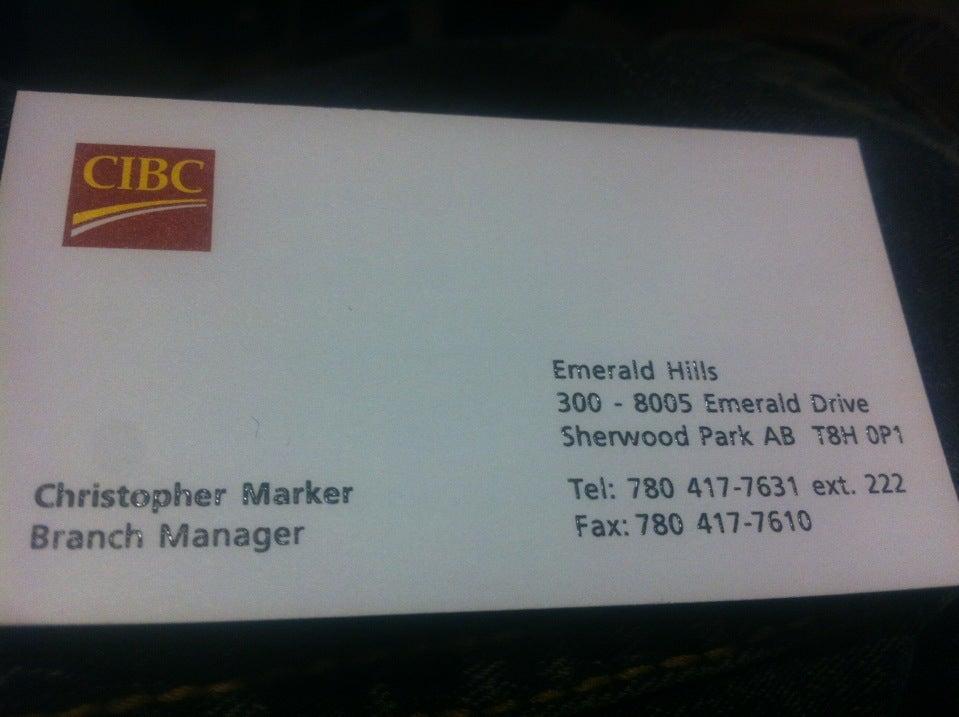 CIBC
Emerald Hills
300 - 8005 Emerald Drive
Sherwood Park AB T8H 0P1
Christopher Marker
Branch Manager
Tel: 780 417-7631 ext. 222
Fax: 780 417-7610